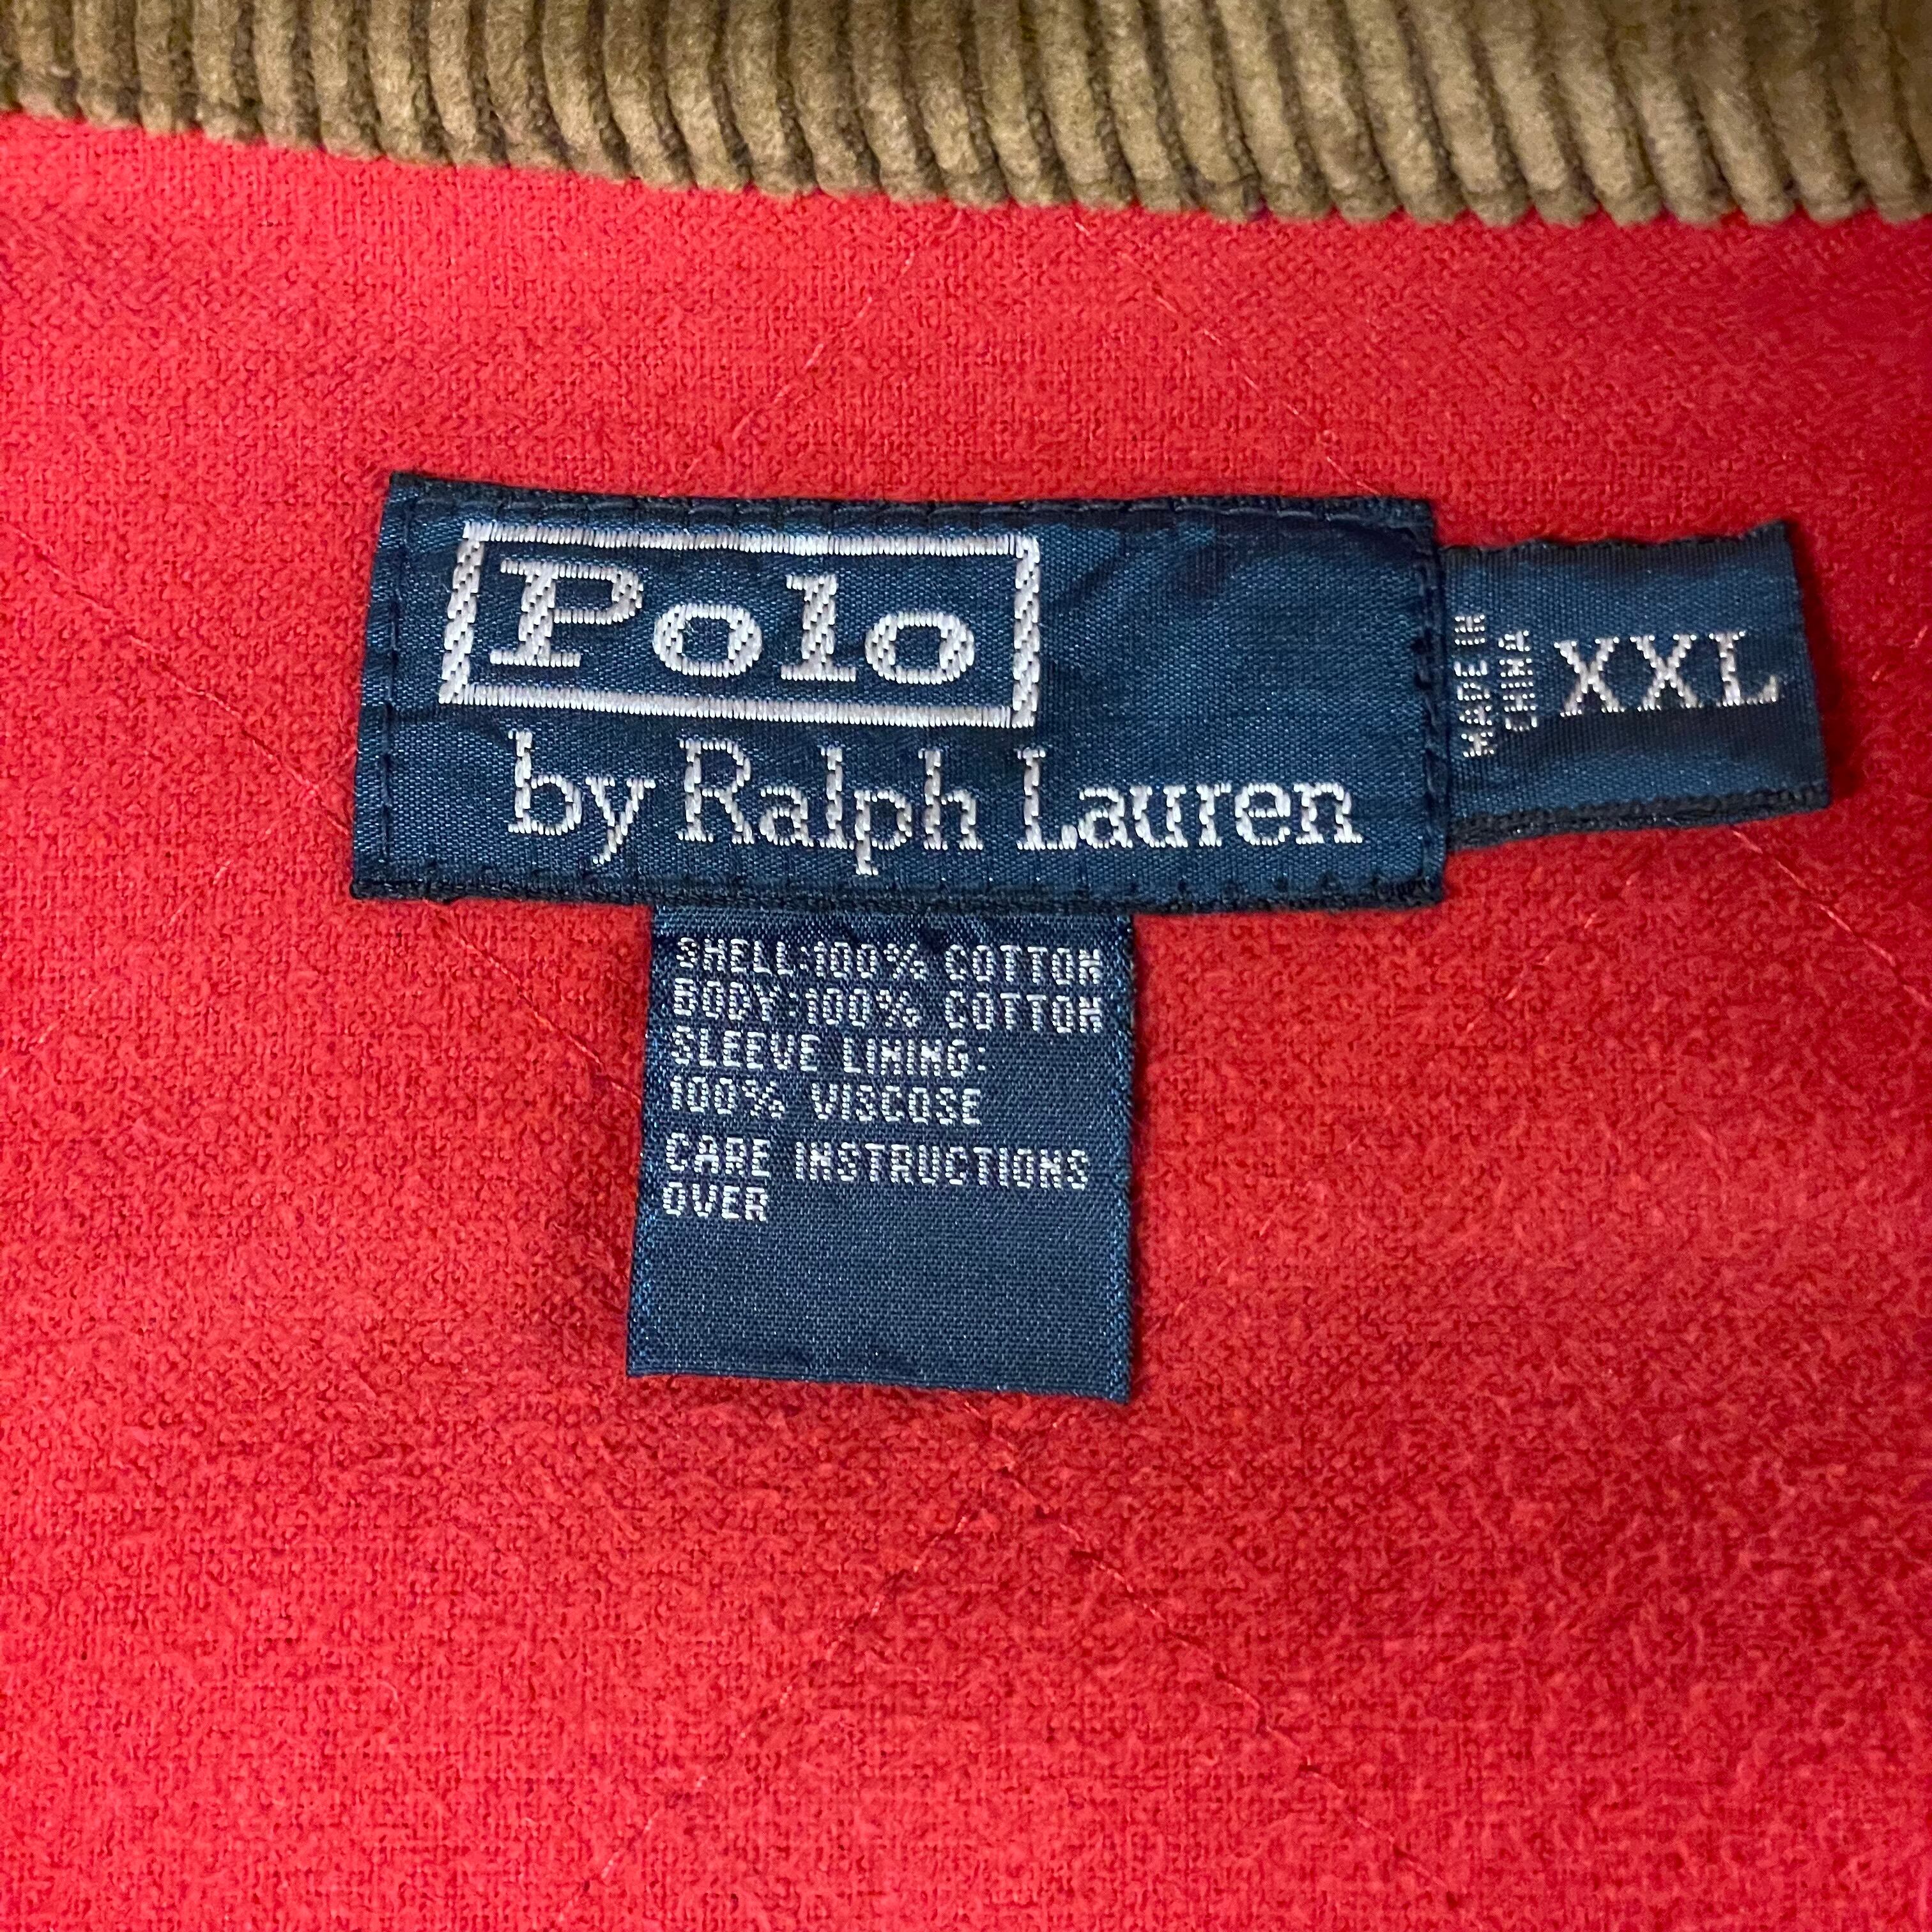 Polo
by Ralph Lauren
MADE IN
CHINA
XXL
SHELL:100% COTTON
BODY:100% COTTON
SLEEVE LINING:
100% VISCOSE
CARE INSTRUCTIONS
OVER